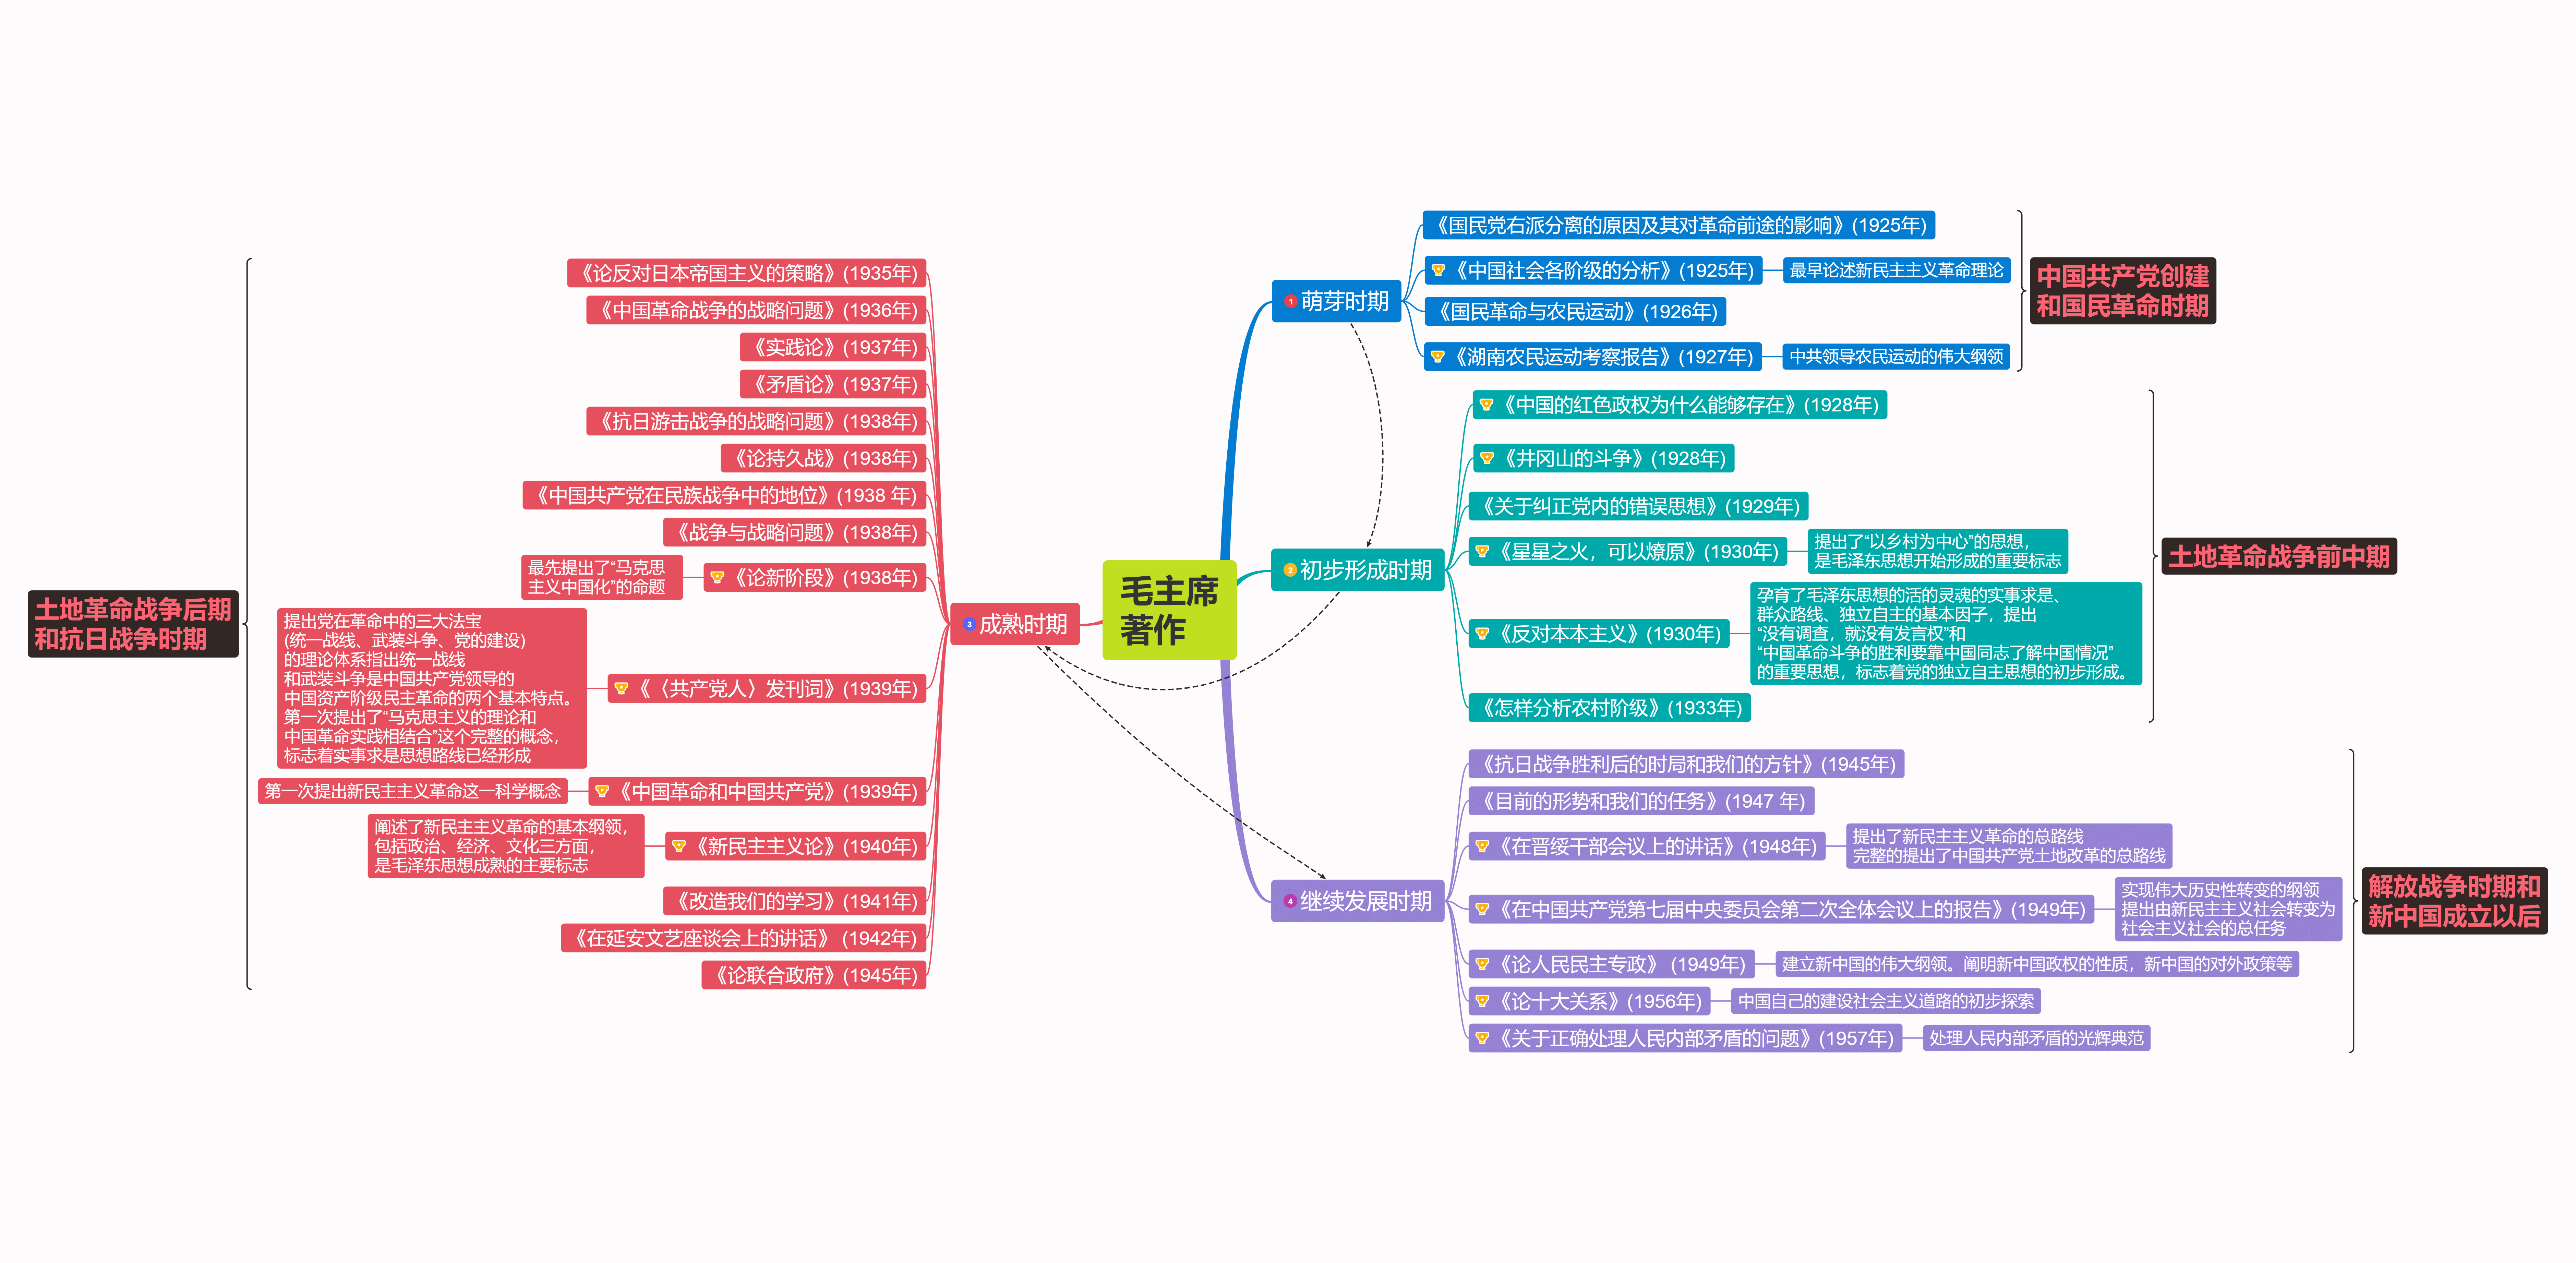 毛主席
著作
1 萌芽时期
《国民党右派分离的原因及其对革命前途的影响》(1925年)
《中国社会各阶级的分析》(1925年)
最早论述新民主主义革命理论
《国民革命与农民运动》(1926年)
《湖南农民运动考察报告》(1927年)
中共领导农民运动的伟大纲领
中国共产党创建
和国民革命时期
2 初步形成时期
《中国的红色政权为什么能够存在》(1928年)
《井冈山的斗争》(1928年)
《关于纠正党内的错误思想》(1929年)
《星星之火，可以燎原》(1930年)
提出了“以乡村为中心”的思想，
是毛泽东思想开始形成的重要标志
《反对本本主义》(1930年)
孕育了毛泽东思想的活的灵魂的实事求是、
群众路线、独立自主的基本因子，提出
“没有调查，就没有发言权”和
“中国革命斗争的胜利要靠中国同志了解中国情况”
的重要思想，标志着党的独立自主思想的初步形成。
《怎样分析农村阶级》(1933年)
土地革命战争前中期
3 成熟时期
《论反对日本帝国主义的策略》(1935年)
《中国革命战争的战略问题》(1936年)
《实践论》(1937年)
《矛盾论》(1937年)
《抗日游击战争的战略问题》(1938年)
《论持久战》(1938年)
《中国共产党在民族战争中的地位》(1938 年)
《战争与战略问题》(1938年)
《论新阶段》(1938年)
最先提出了“马克思
主义中国化”的命题
《〈共产党人〉发刊词》(1939年)
提出党在革命中的三大法宝
(统一战线、武装斗争、党的建设)
的理论体系指出统一战线
和武装斗争是中国共产党领导的
中国资产阶级民主革命的两个基本特点。
第一次提出了“马克思主义的理论和
中国革命实践相结合”这个完整的概念，
标志着实事求是思想路线已经形成
《中国革命和中国共产党》(1939年)
第一次提出新民主主义革命这一科学概念
《新民主主义论》(1940年)
阐述了新民主主义革命的基本纲领，
包括政治、经济、文化三方面，
是毛泽东思想成熟的主要标志
《改造我们的学习》(1941年)
《在延安文艺座谈会上的讲话》 (1942年)
《论联合政府》(1945年)
土地革命战争后期
和抗日战争时期
4 继续发展时期
《抗日战争胜利后的时局和我们的方针》(1945年)
《目前的形势和我们的任务》(1947 年)
《在晋绥干部会议上的讲话》(1948年)
提出了新民主主义革命的总路线
完整的提出了中国共产党土地改革的总路线
《在中国共产党第七届中央委员会第二次全体会议上的报告》(1949年)
实现伟大历史性转变的纲领
提出由新民主主义社会转变为
社会主义社会的总任务
《论人民民主专政》 (1949年)
建立新中国的伟大纲领。阐明新中国政权的性质，新中国的对外政策等
《论十大关系》(1956年)
中国自己的建设社会主义道路的初步探索
《关于正确处理人民内部矛盾的问题》(1957年)
处理人民内部矛盾的光辉典范
解放战争时期和
新中国成立以后